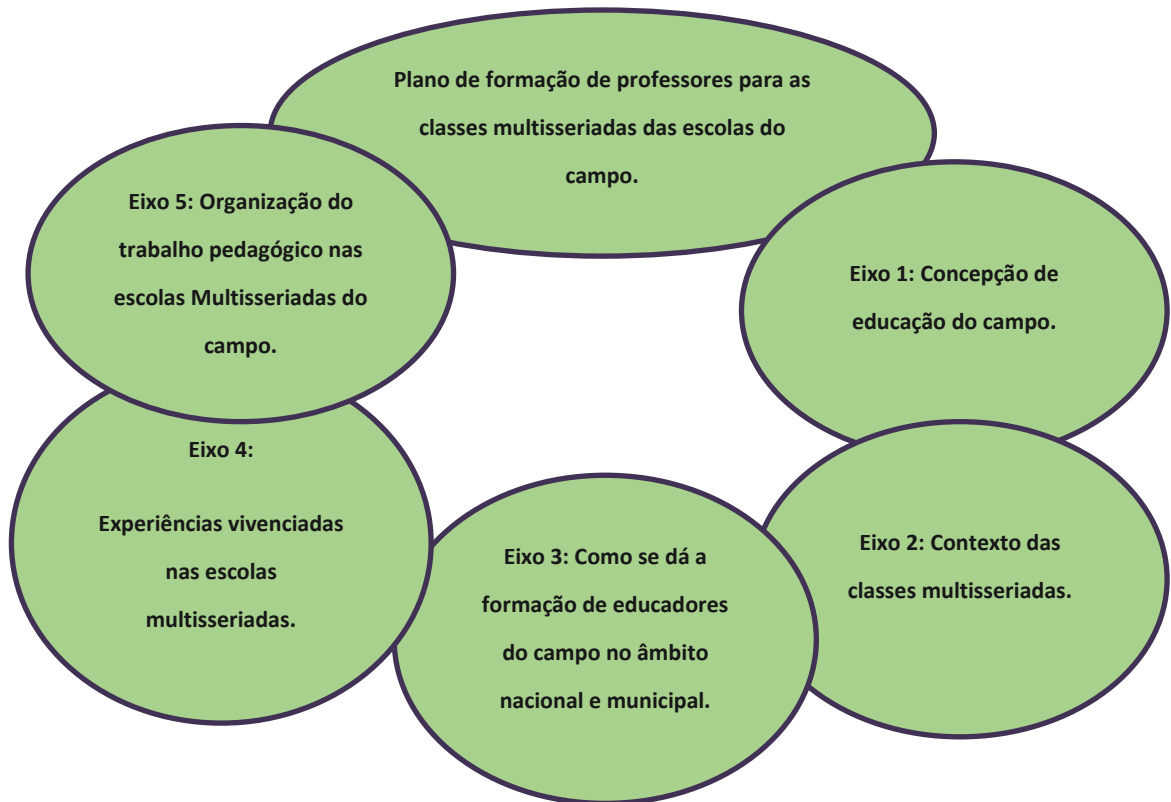 Plano de formação de professores para as
classes multisseriadas das escolas do
campo.
Eixo 1: Concepção de
educação do campo.
Eixo 2: Contexto das
classes multisseriadas.
Eixo 3: Como se dá a
formação de educadores
do campo no âmbito
nacional e municipal.
Eixo 4:
Experiências vivenciadas
nas escolas
multisseriadas.
Eixo 5: Organização do
trabalho pedagógico nas
escolas Multisseriadas do
campo.